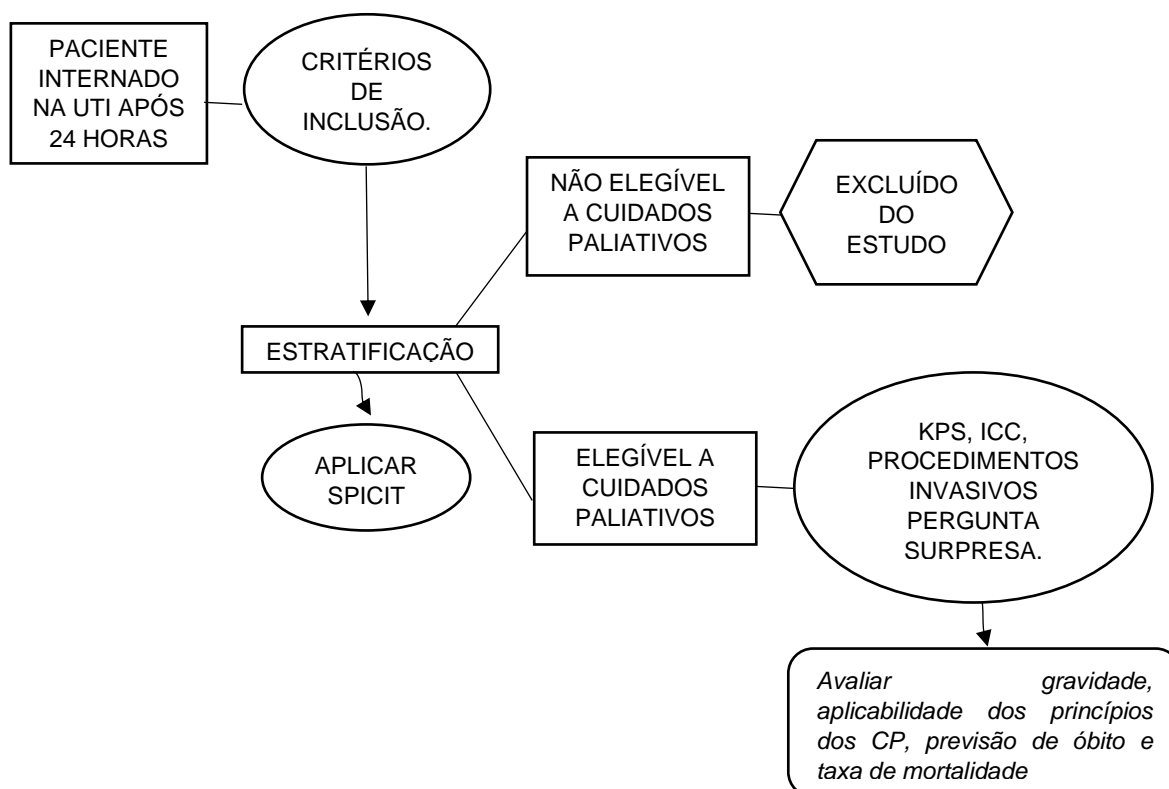 PACIENTE
INTERNADO
NA UTI APÓS
24 HORAS
CRITÉRIOS
DE
INCLUSÃO.
NÃO ELEGÍVEL
A CUIDADOS
PALIATIVOS
EXCLUÍDO
DO
ESTUDO
ESTRATIFICAÇÃO
APLICAR
SPICIT
ELEGÍVEL A
CUIDADOS
PALIATIVOS
KPS, ICC,
PROCEDIMENTOS
INVASIVOS
PERGUNTA
SURPRESA.
Avaliar gravidade,
aplicabilidade dos princípios
dos CP, previsão de óbito e
taxa de mortalidade